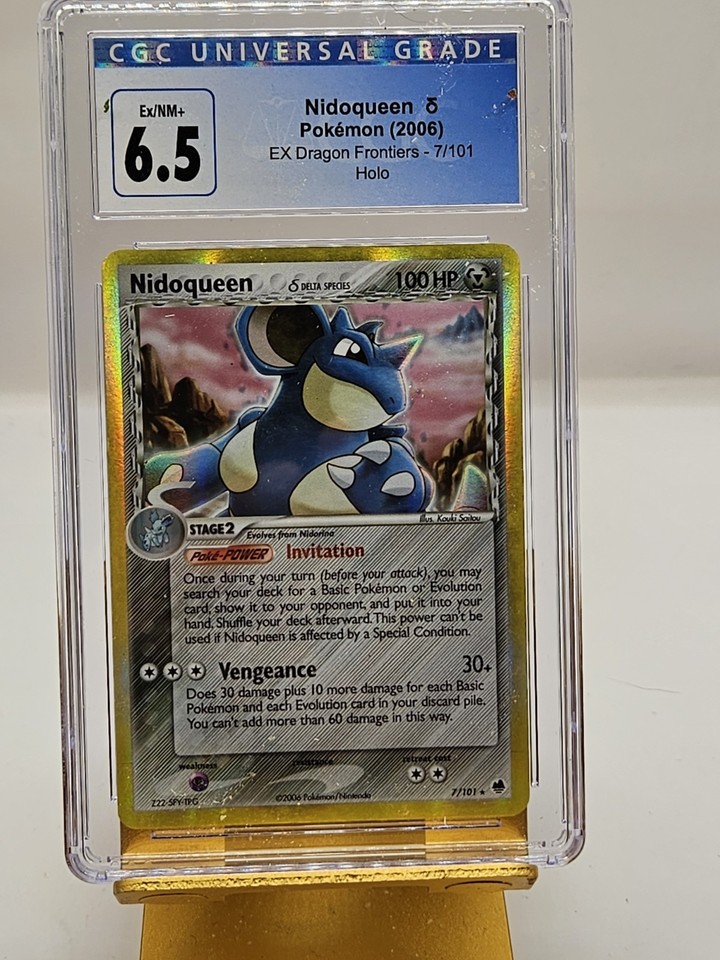 CGC UNIVERSAL GRADE
Ex/NM+
6.5
Nidoqueen δ
Pokémon (2006)
EX Dragon Frontiers - 7/101
Holo
Nidoqueen δ DELTA SPECIES 100 HP
Illus. Kouki Saitou
STAGE 2 Evolves from Nidorina
Poké-POWER Invitation
Once during your turn (before your attack), you may
search your deck for a Basic Pokémon or Evolution
card, show it to your opponent, and put it into your
hand. Shuffle your deck afterward. This power can't be
used if Nidoqueen is affected by a Special Condition.
Vengeance 30+
Does 30 damage plus 10 more damage for each Basic
Pokémon and each Evolution card in your discard pile.
You can't add more than 60 damage in this way.
weakness resistance retreat cost
Z22-5FY-TPG ©2006 Pokémon/Nintendo 7/101 ★